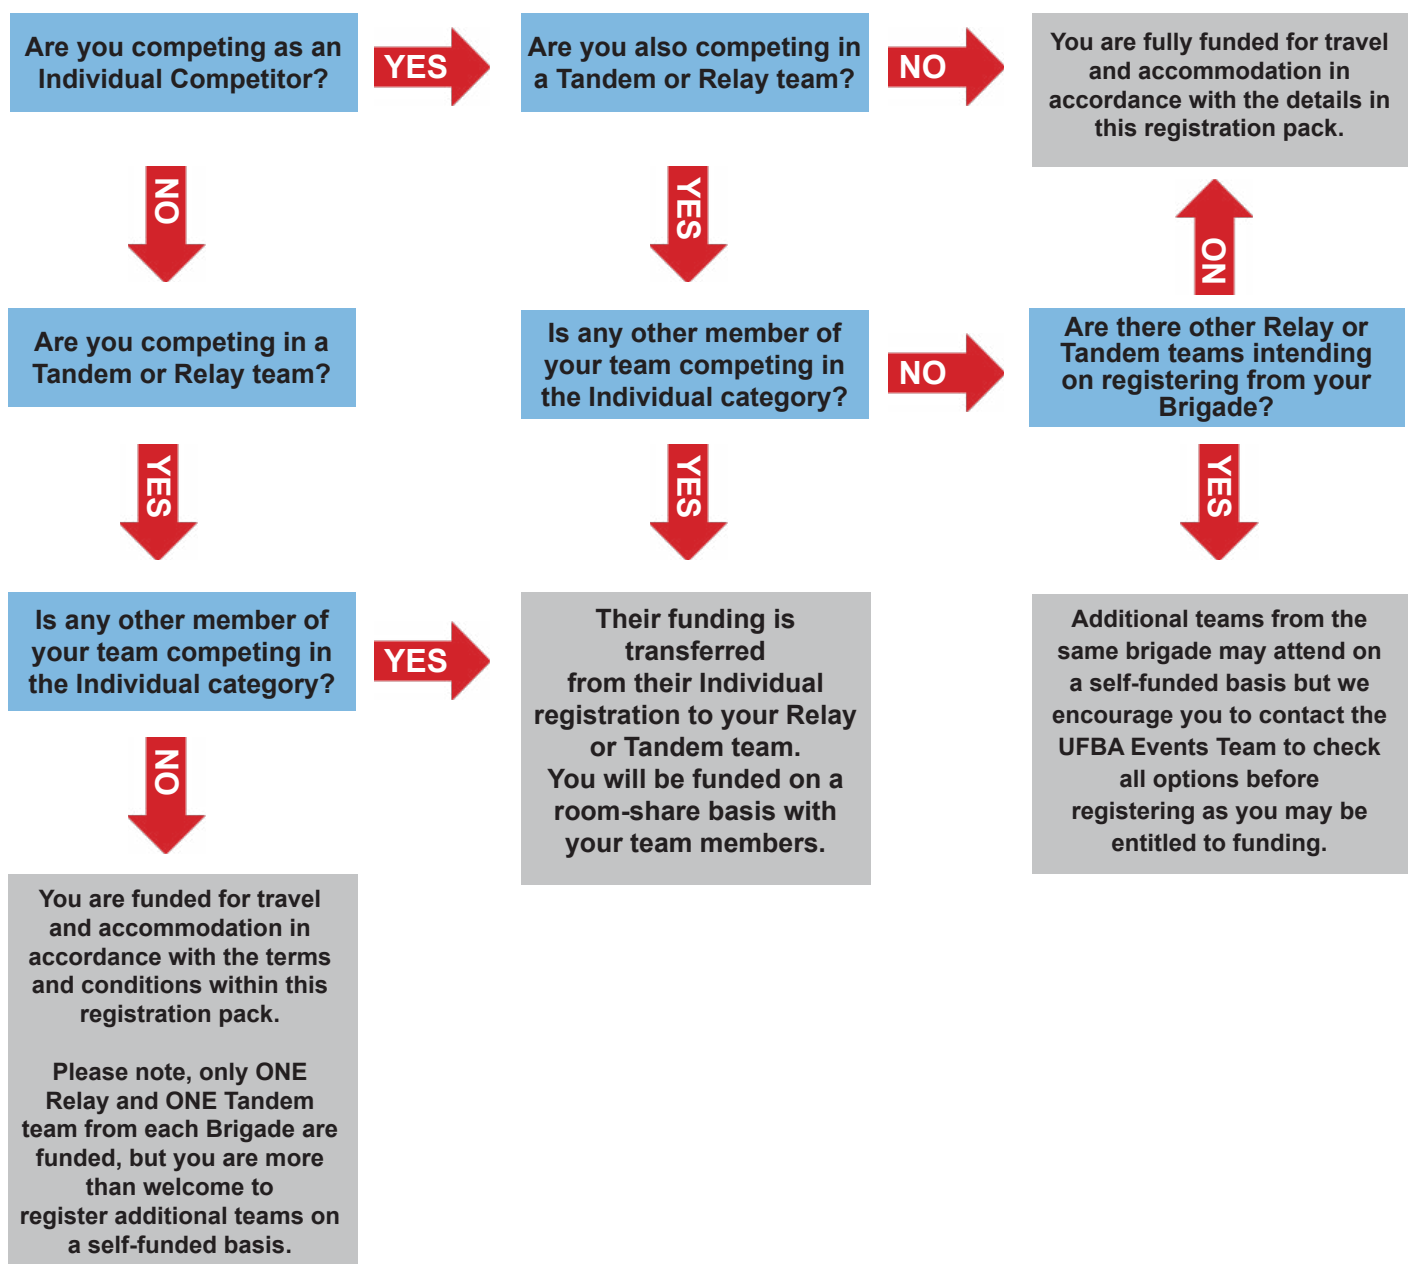 Are you competing as an
Individual Competitor?
YES
Are you also competing in
a Tandem or Relay team?
NO
You are fully funded for travel
and accommodation in
accordance with the details in
this registration pack.
NO
YES
NO
Are you competing in a
Tandem or Relay team?
Is any other member of
your team competing in
the Individual category?
NO
Are there other Relay or
Tandem teams intending
on registering from your
Brigade?
YES
YES
YES
Is any other member of
your team competing in
the Individual category?
YES
Their funding is
transferred
from their Individual
registration to your Relay
or Tandem team.
You will be funded on a
room-share basis with
your team members.
Additional teams from the
same brigade may attend on
a self-funded basis but we
encourage you to contact the
UFBA Events Team to check
all options before
registering as you may be
entitled to funding.
NO
You are funded for travel
and accommodation in
accordance with the terms
and conditions within this
registration pack.
Please note, only ONE
Relay and ONE Tandem
team from each Brigade are
funded, but you are more
than welcome to
register additional teams on
a self-funded basis.